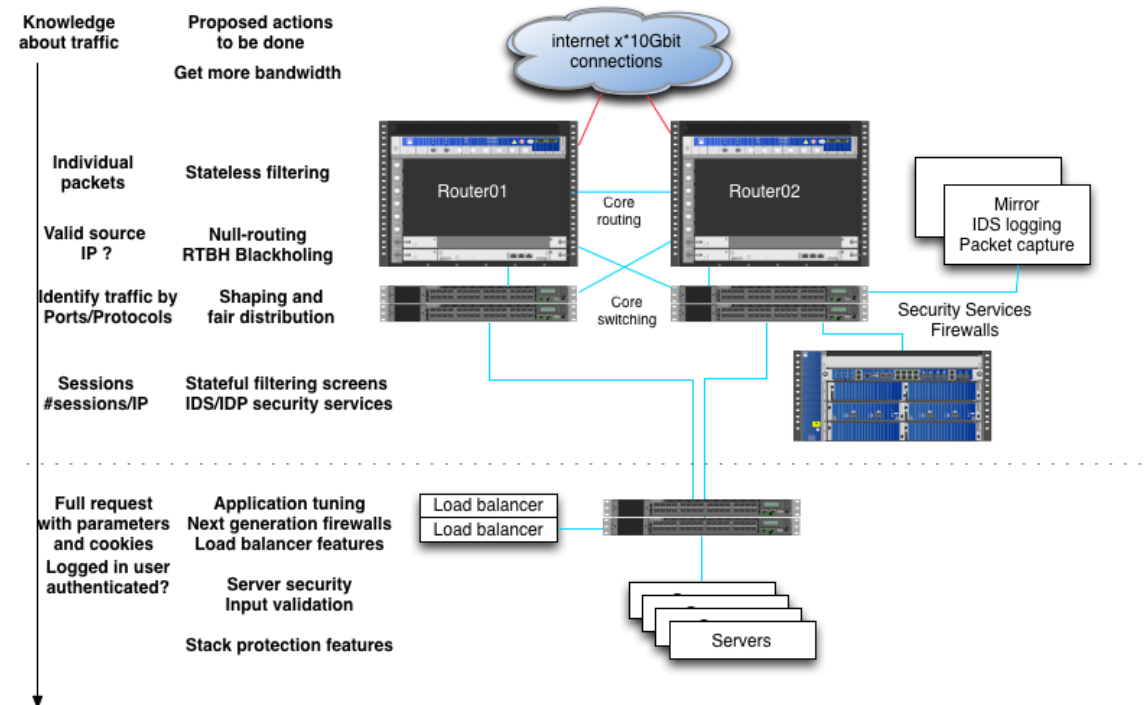 Knowledge
about traffic
Proposed actions
to be done
Get more bandwidth
internet x*10Gbit
connections
Individual
packets
Stateless filtering
Router01
Router02
Core
routing
Mirror
IDS logging
Packet capture
Valid source
IP ?
Null-routing
RTBH Blackholing
Identify traffic by
Ports/Protocols
Shaping and
fair distribution
Core
switching
Security Services
Firewalls
Sessions
#sessions/IP
Stateful filtering screens
IDS/IDP security services
Full request
with parameters
and cookies
Logged in user
authenticated?
Application tuning
Next generation firewalls
Load balancer features
Load balancer
Load balancer
Server security
Input validation
Stack protection features
Servers